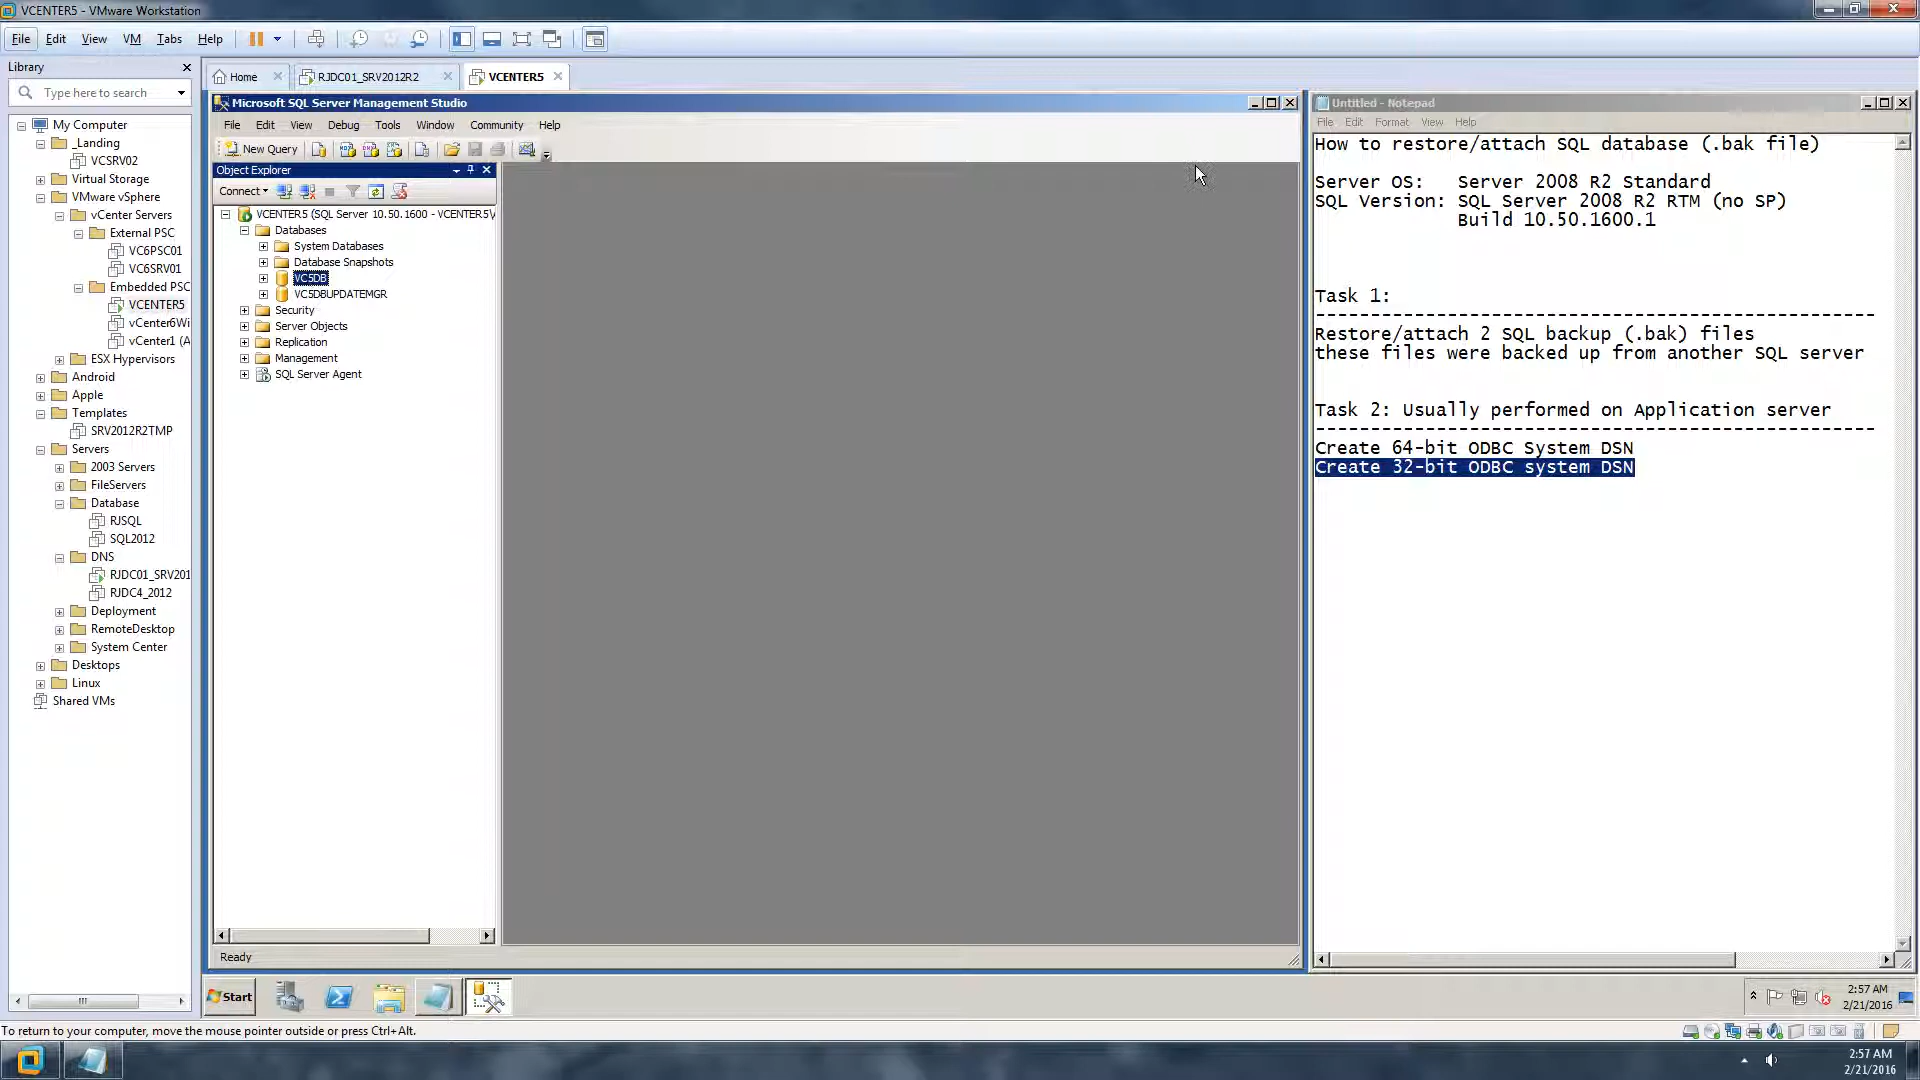 VCENTER5 - VMware Workstation
File Edit View VM Tabs Help
Library
Type here to search
My Computer
_Landing
VCSRV02
Virtual Storage
VMware vSphere
vCenter Servers
External PSC
VC6PSC01
VC6SRV01
Embedded PSC
VCENTER5
vCenter6Wi
vCenter1 (A
ESX Hypervisors
Android
Apple
Templates
SRV2012R2TMP
Servers
2003 Servers
FileServers
Database
RJSQL
SQL2012
DNS
RJDC01_SRV201
RJDC4_2012
Deployment
RemoteDesktop
System Center
Desktops
Linux
Shared VMs
Home RJDC01_SRV2012R2 VCENTER5
Microsoft SQL Server Management Studio
File Edit View Debug Tools Window Community Help
New Query
Object Explorer
Connect
VCENTER5 (SQL Server 10.50.1600 - VCENTER5\
Databases
System Databases
Database Snapshots
VC5DB
VC5DBUPDATEMGR
Security
Server Objects
Replication
Management
SQL Server Agent
Ready
Untitled - Notepad
File Edit Format View Help
How to restore/attach SQL database (.bak file)
Server OS: Server 2008 R2 Standard
SQL Version: SQL Server 2008 R2 RTM (no SP)
Build 10.50.1600.1
Task 1:
---------------------------------------------------
Restore/attach 2 SQL backup (.bak) files
these files were backed up from another SQL server
Task 2: Usually performed on Application server
---------------------------------------------------
Create 64-bit ODBC System DSN
Create 32-bit ODBC system DSN
Start
2:57 AM
2/21/2016
To return to your computer, move the mouse pointer outside or press Ctrl+Alt.
2:57 AM
2/21/2016